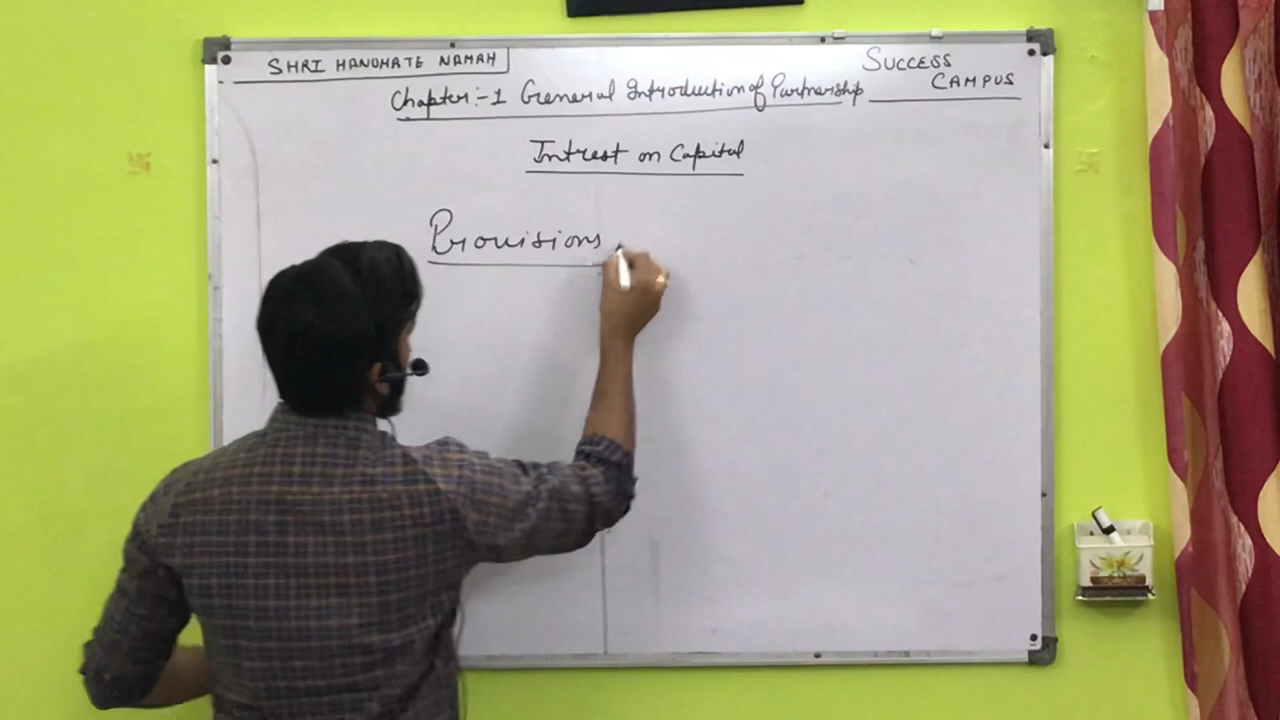 SHRI HANUMATE NAMAH
SUCCESS
CAMPUS
Chapter:-1 General Introduction of Partnership
Intrest on Capital
Provisions